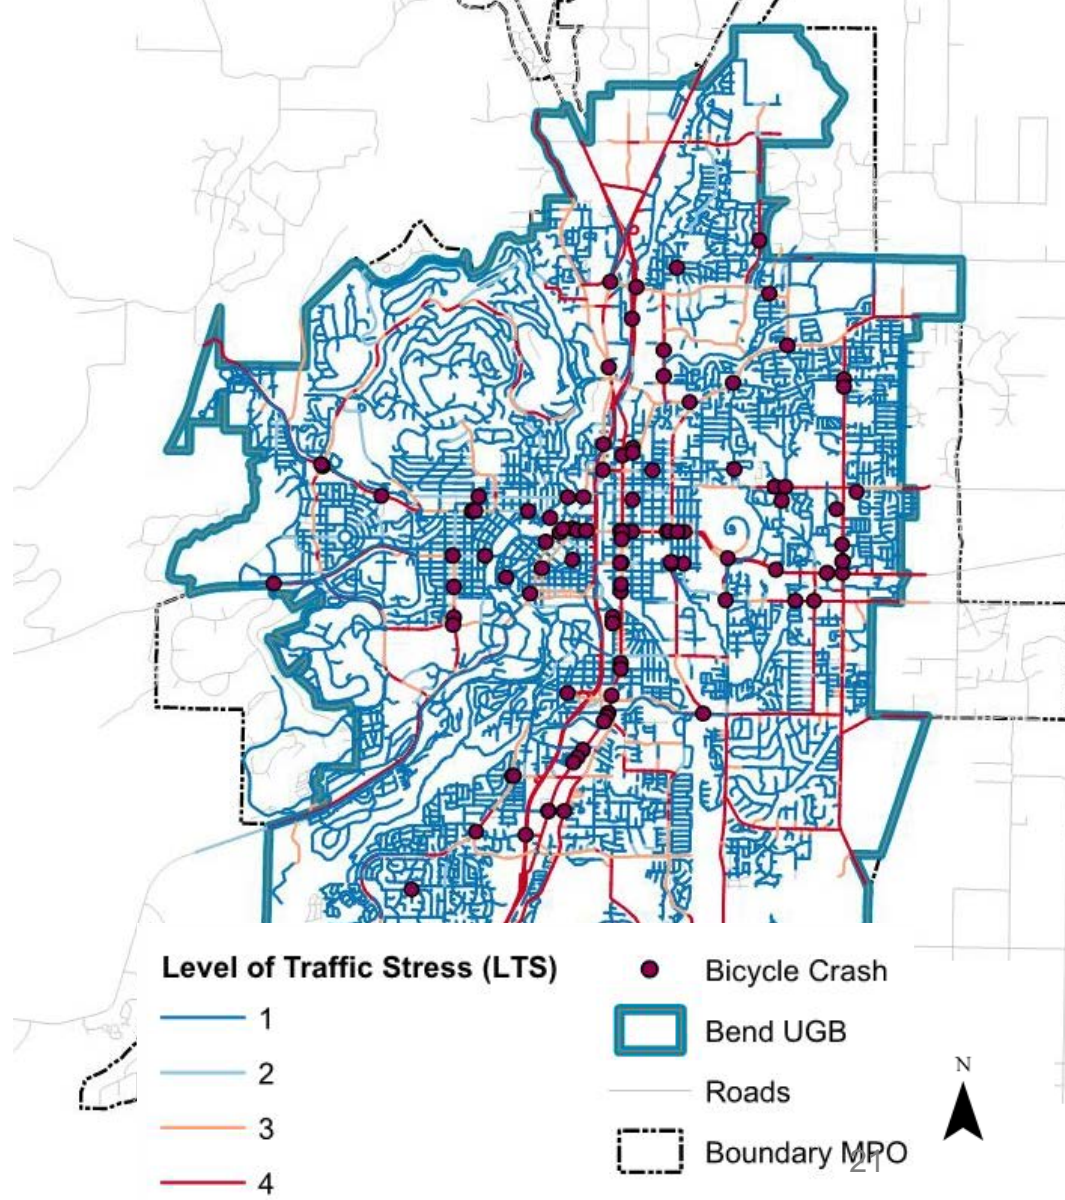 Level of Traffic Stress (LTS)
1
2
3
4
Bicycle Crash
Bend UGB
Roads
Boundary MPO
N
21